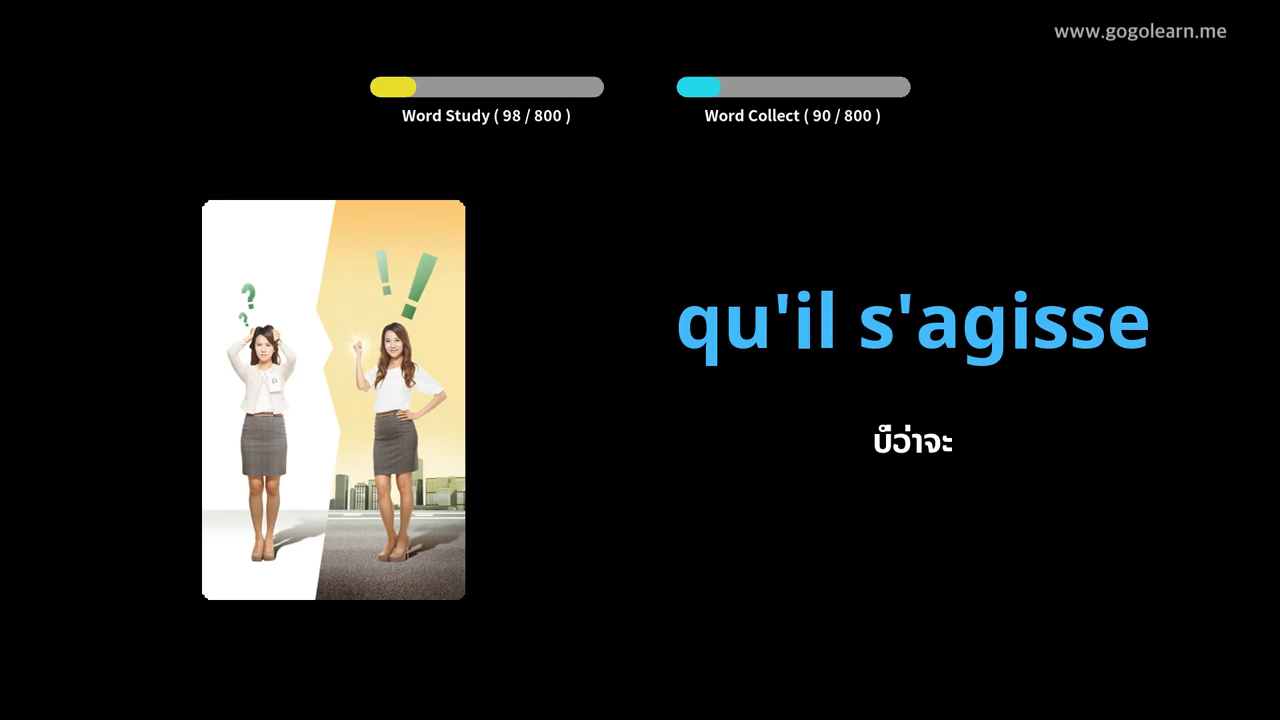 www.gogolearn.me
Word Study ( 98 / 800 )
Word Collect ( 90 / 800 )
? ?
! !
qu'il s'agisse
บ่ํว่าจะ